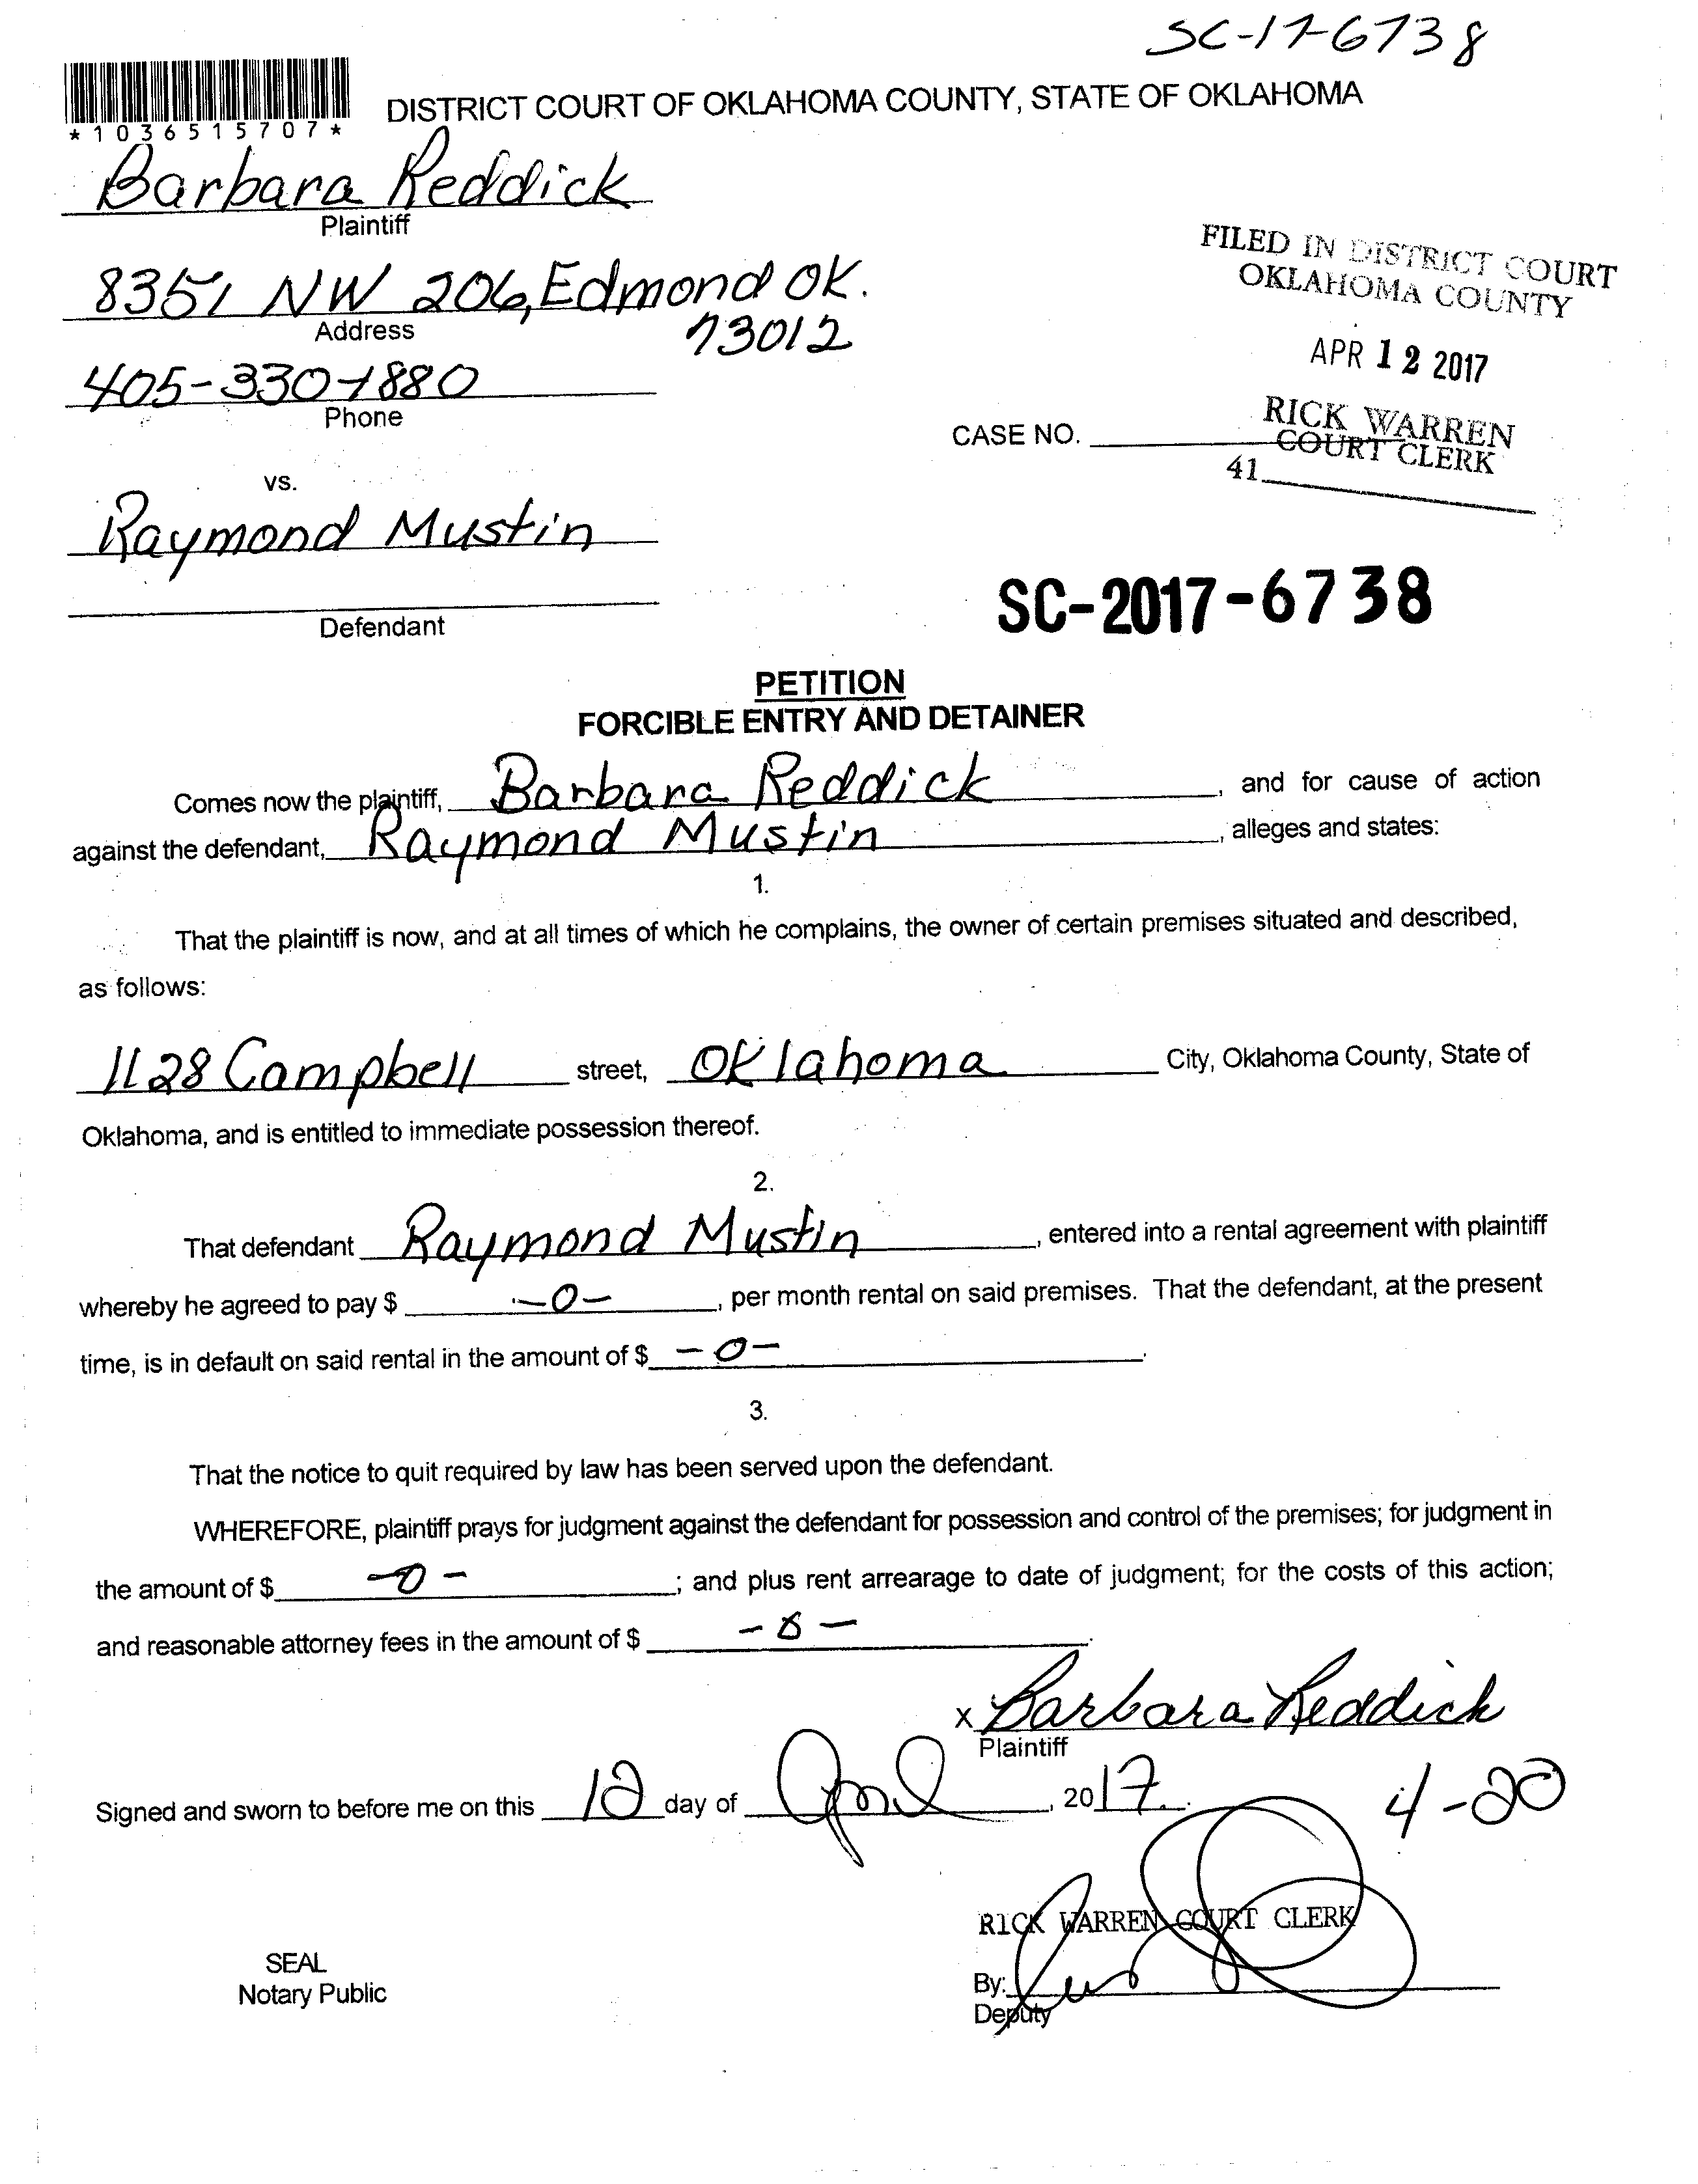 SC-17-6738
*1036515707*
DISTRICT COURT OF OKLAHOMA COUNTY, STATE OF OKLAHOMA
Barbara Reddick
Plaintiff
8351 NW 206, Edmond OK.
73012
Address
405-330-1880
Phone
FILED IN DISTRICT COURT
OKLAHOMA COUNTY
APR 12 2017
RICK WARREN
COURT CLERK
41
CASE NO.
vs.
Raymond Mustin
Defendant
SC-2017-6738
PETITION
FORCIBLE ENTRY AND DETAINER
Comes now the plaintiff, Barbara Reddick, and for cause of action
against the defendant, Raymond Mustin, alleges and states:
1.
That the plaintiff is now, and at all times of which he complains, the owner of certain premises situated and described,
as follows:
1128 Campbell street, Oklahoma City, Oklahoma County, State of
Oklahoma, and is entitled to immediate possession thereof.
2.
That defendant Raymond Mustin, entered into a rental agreement with plaintiff
whereby he agreed to pay $ -0-, per month rental on said premises. That the defendant, at the present
time, is in default on said rental in the amount of $ -0-.
3.
That the notice to quit required by law has been served upon the defendant.
WHEREFORE, plaintiff prays for judgment against the defendant for possession and control of the premises; for judgment in
the amount of $ -0-; and plus rent arrearage to date of judgment; for the costs of this action;
and reasonable attorney fees in the amount of $ -0-.
x Barbara Reddick
Plaintiff
Signed and sworn to before me on this 12 day of April, 2017.
4-20
RICK WARREN COURT CLERK
SEAL
Notary Public
By:
Deputy